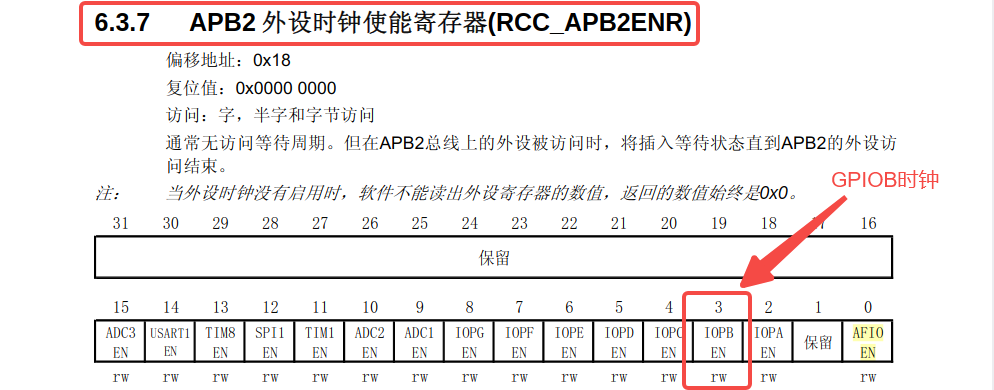 6.3.7 APB2 外设时钟使能寄存器(RCC_APB2ENR)
偏移地址：0x18
复位值：0x0000 0000
访问：字，半字和字节访问
通常无访问等待周期。但在APB2总线上的外设被访问时，将插入等待状态直到APB2的外设访
问结束。
注： 当外设时钟没有启用时，软件不能读出外设寄存器的数值，返回的数值始终是0x0。
GPIOB时钟
31 30 29 28 27 26 25 24 23 22 21 20 19 18 17 16
保留
15 14 13 12 11 10 9 8 7 6 5 4 3 2 1 0
ADC3 USART1 TIM8 SPI1 TIM1 ADC2 ADC1 IOPG IOPF IOPE IOPD IOPC IOPB IOPA 保留 AFIO
EN EN EN EN EN EN EN EN EN EN EN EN EN EN EN
rw rw rw rw rw rw rw rw rw rw rw rw rw rw rw